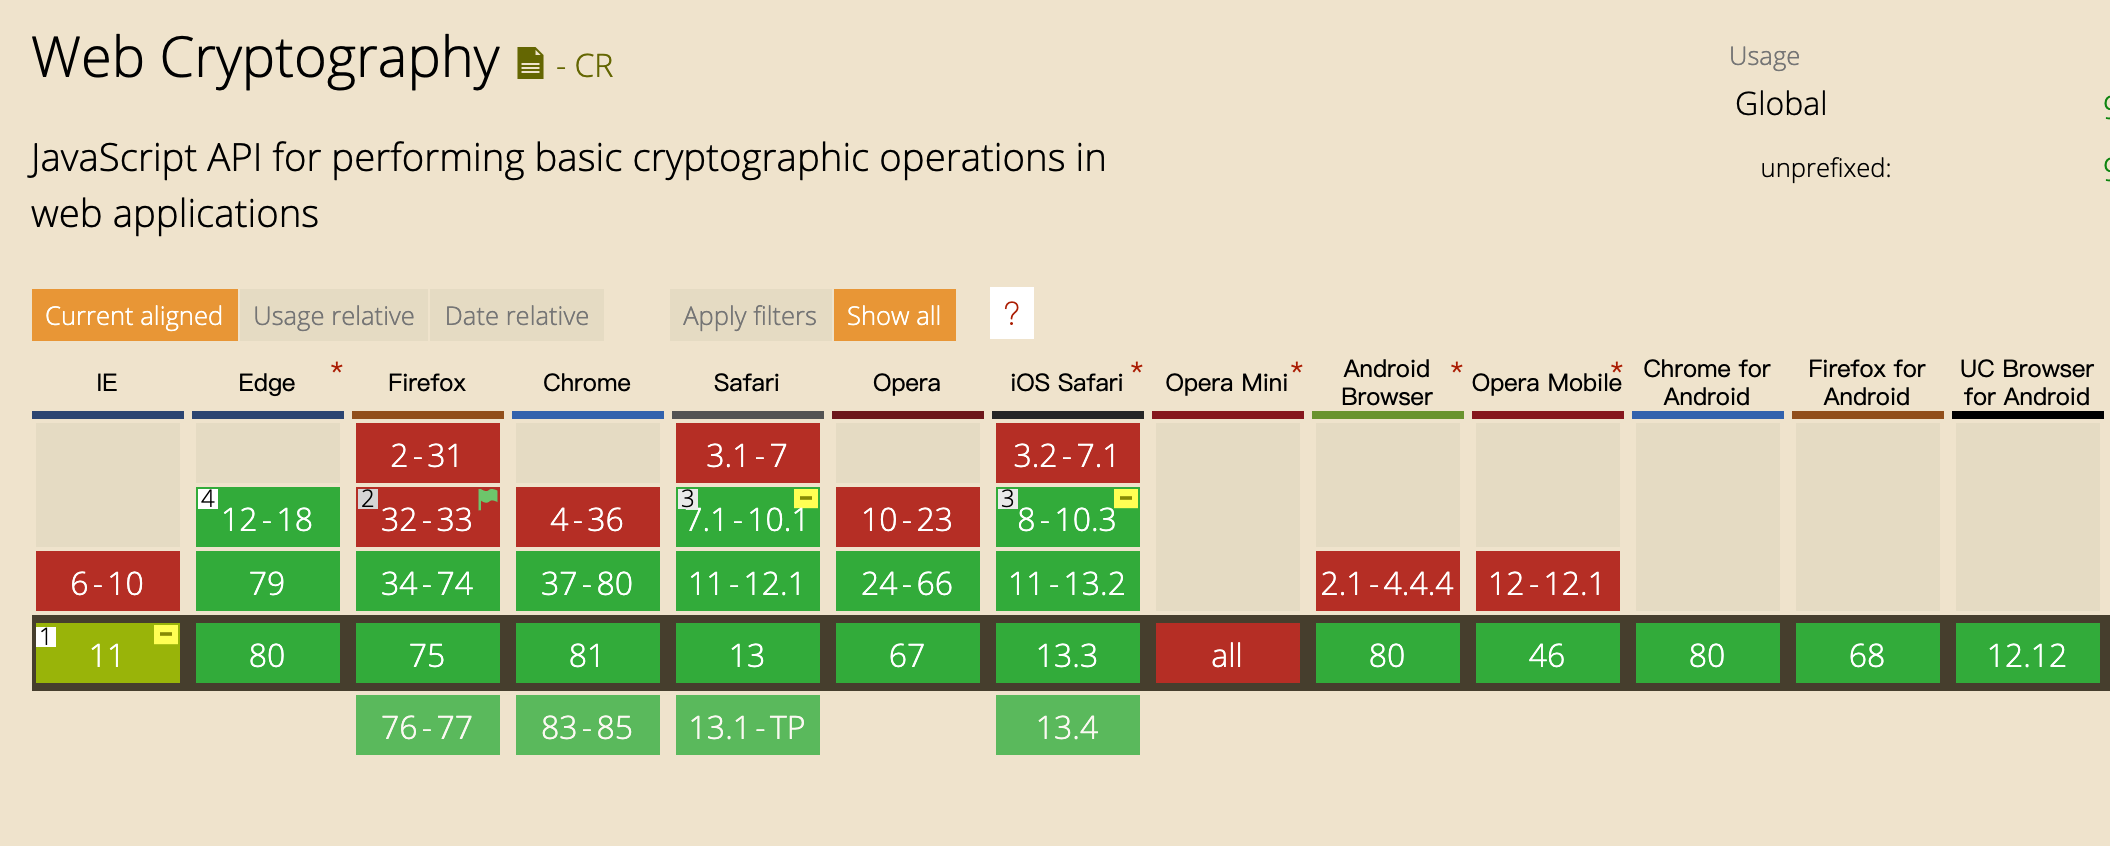 Web Cryptography - CR
Usage
Global
unprefixed:
JavaScript API for performing basic cryptographic operations in
web applications
Current aligned Usage relative Date relative Apply filters Show all ?
IE Edge * Firefox Chrome Safari Opera iOS Safari * Opera Mini * Android Browser * Opera Mobile * Chrome for Android Firefox for Android UC Browser for Android
2-31 3.1-7 3.2-7.1
4 12-18 2 32-33 4-36 3 7.1-10.1 10-23 3 8-10.3
6-10 79 34-74 37-80 11-12.1 24-66 11-13.2 2.1-4.4.4 12-12.1
1 11 80 75 81 13 67 13.3 all 80 46 80 68 12.12
76-77 83-85 13.1-TP 13.4